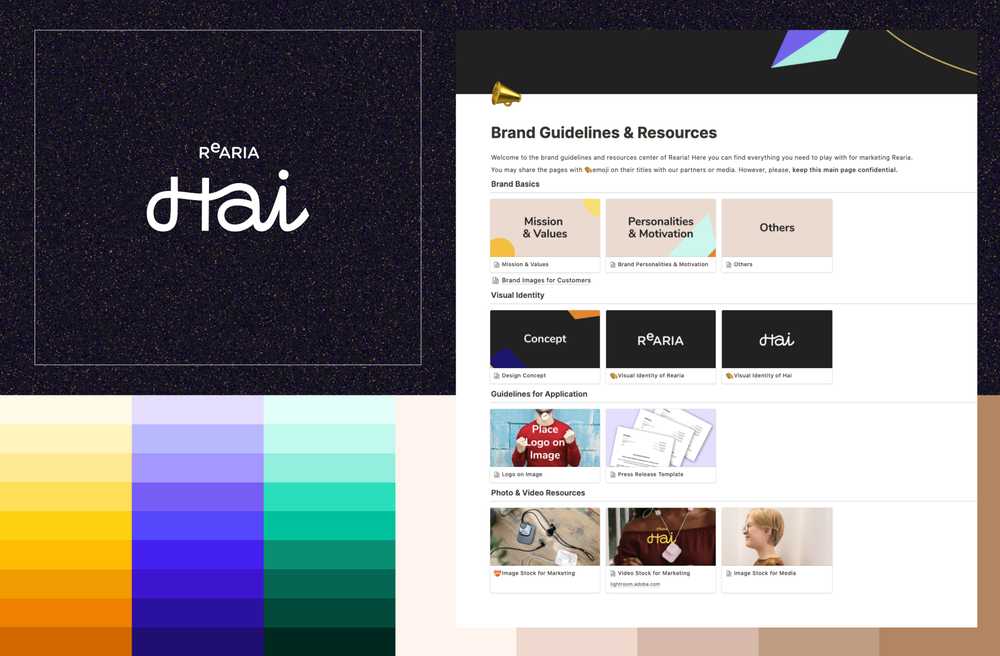 ReARIA
Hai
Brand Guidelines & Resources
Welcome to the brand guidelines and resources center of Rearia! Here you can find everything you need to play with for marketing Rearia.
You may share the pages with emoji on their titles with our partners or media. However, please, keep this main page confidential.
Brand Basics
Mission
& Values
Personalities
& Motivation
Others
Mission & Values
Brand Personalities & Motivation
Others
Brand Images for Customers
Visual Identity
Concept
ReARIA
Hai
Design Concept
Visual Identity of Rearia
Visual Identity of Hai
Guidelines for Application
Place
Logo on
Image
Logo on Image
Press Release Template
Photo & Video Resources
Hai
Image Stock for Marketing
Video Stock for Marketing
Image Stock for Media
lightroom.adobe.com